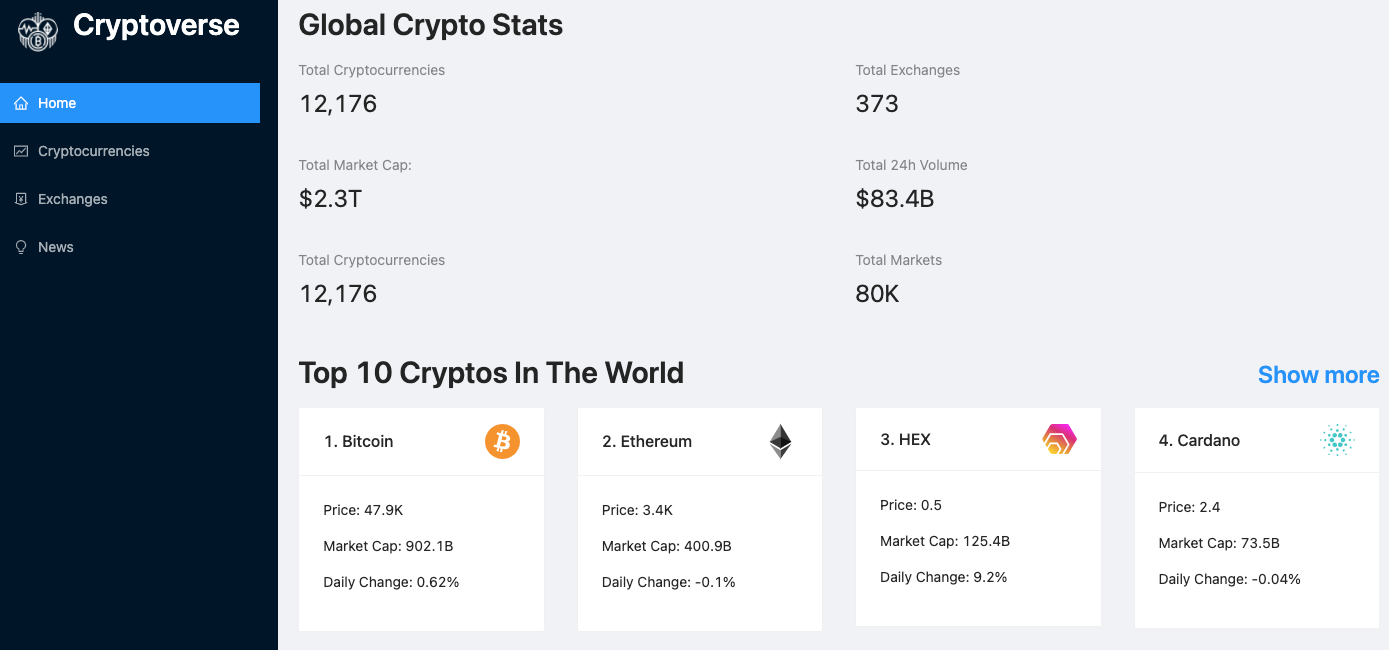 Cryptoverse
Home
Cryptocurrencies
Exchanges
News
Global Crypto Stats
Total Cryptocurrencies
12,176
Total Exchanges
373
Total Market Cap:
$2.3T
Total 24h Volume
$83.4B
Total Cryptocurrencies
12,176
Total Markets
80K
Top 10 Cryptos In The World
Show more
1. Bitcoin
Price: 47.9K
Market Cap: 902.1B
Daily Change: 0.62%
2. Ethereum
Price: 3.4K
Market Cap: 400.9B
Daily Change: -0.1%
3. HEX
Price: 0.5
Market Cap: 125.4B
Daily Change: 9.2%
4. Cardano
Price: 2.4
Market Cap: 73.5B
Daily Change: -0.04%